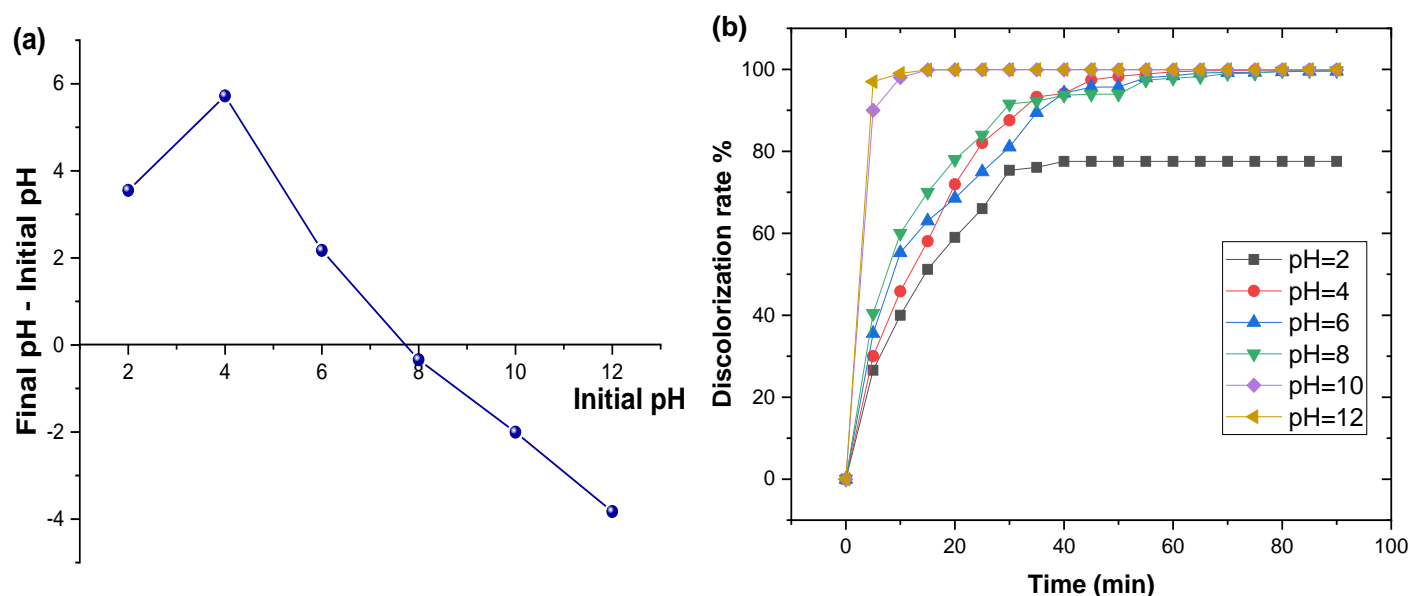 (a)
Final pH - Initial pH
6
4
2
0
-2
-4
2 4 6 8 10 12
Initial pH
(b)
Discolorization rate %
100
80
60
40
20
0
pH=2
pH=4
pH=6
pH=8
pH=10
pH=12
0 20 40 60 80 100
Time (min)